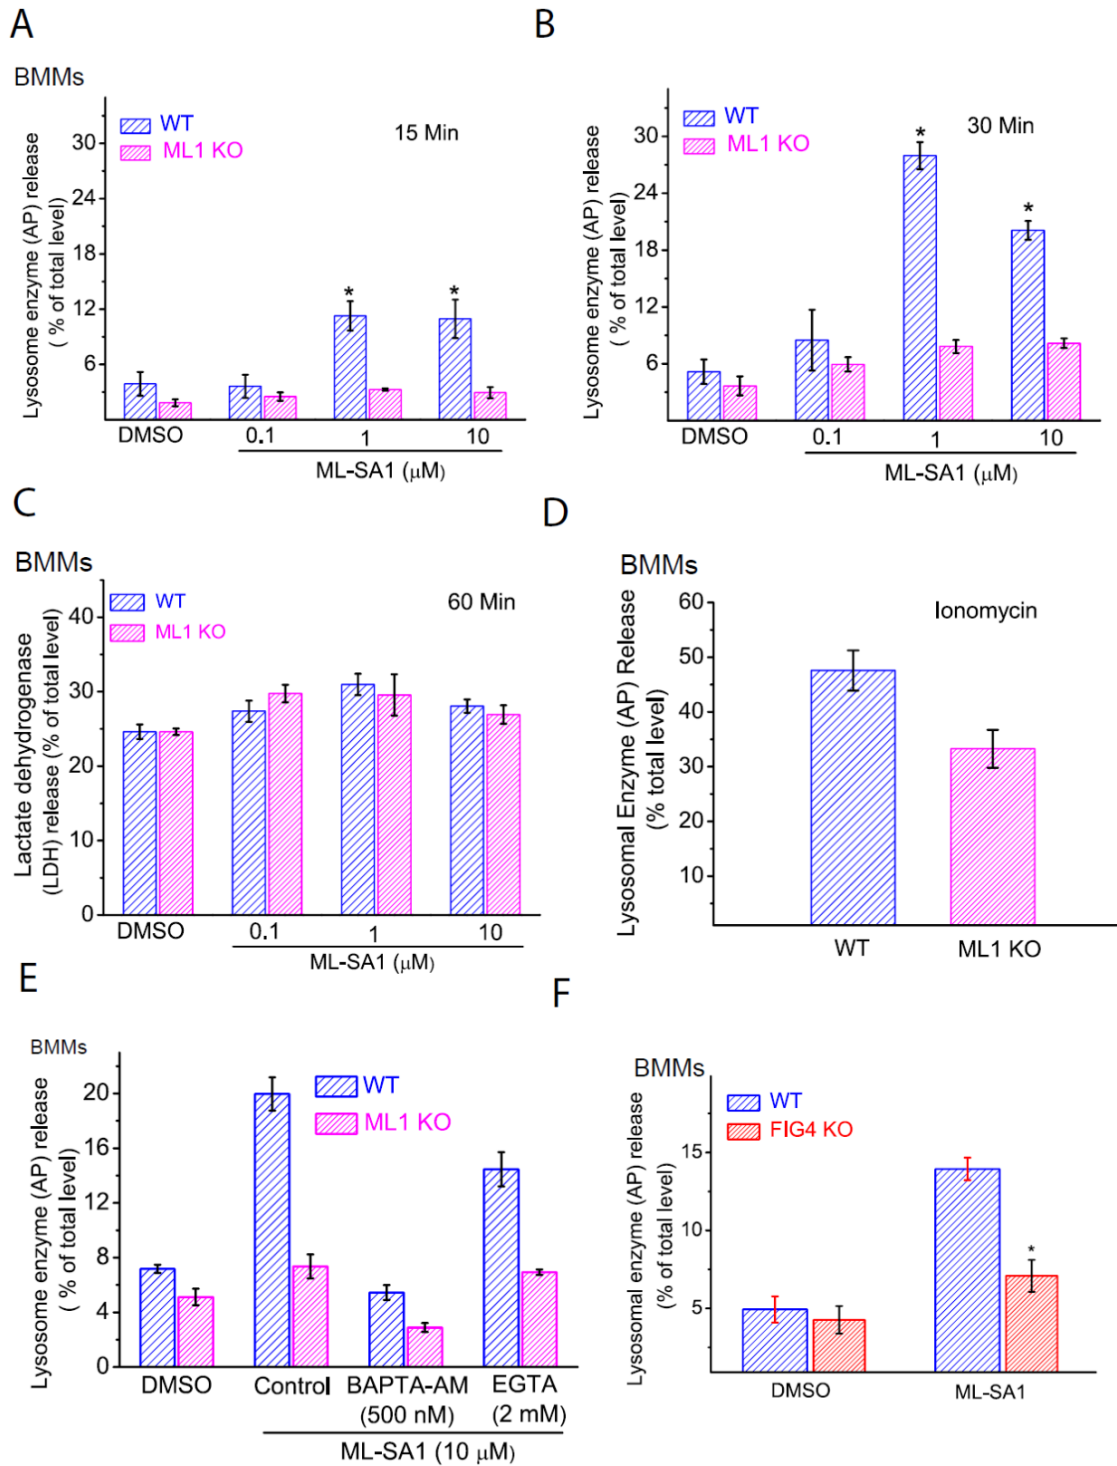 A
BMMs
WT
ML1 KO
15 Min
Lysosome enzyme (AP) release
( % of total level)
30
24
18
12
6
*
*
DMSO
0.1
1
10
ML-SA1 (μM)
B
WT
ML1 KO
30 Min
Lysosome enzyme (AP) release
( % of total level)
30
24
18
12
6
*
*
DMSO
0.1
1
10
ML-SA1 (μM)
C
BMMs
WT
ML1 KO
60 Min
Lactate dehydrogenase
(LDH) release (% of total level)
40
30
20
10
0
DMSO
0.1
1
10
ML-SA1 (μM)
D
BMMs
Ionomycin
Lysosomal Enzyme (AP) Release
(% total level)
60
50
40
30
20
10
WT
ML1 KO
E
BMMs
WT
ML1 KO
Lysosome enzyme (AP) release
( % of total level)
20
16
12
8
4
0
DMSO
Control
BAPTA-AM
(500 nM)
EGTA
(2 mM)
ML-SA1 (10 μM)
F
BMMs
WT
FIG4 KO
Lysosomal enzyme (AP) release
(% of total level)
15
10
5
*
DMSO
ML-SA1